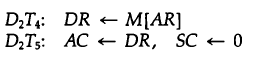 D₂T₄: DR ← M[AR]
D₂T₅: AC ← DR, SC ← 0